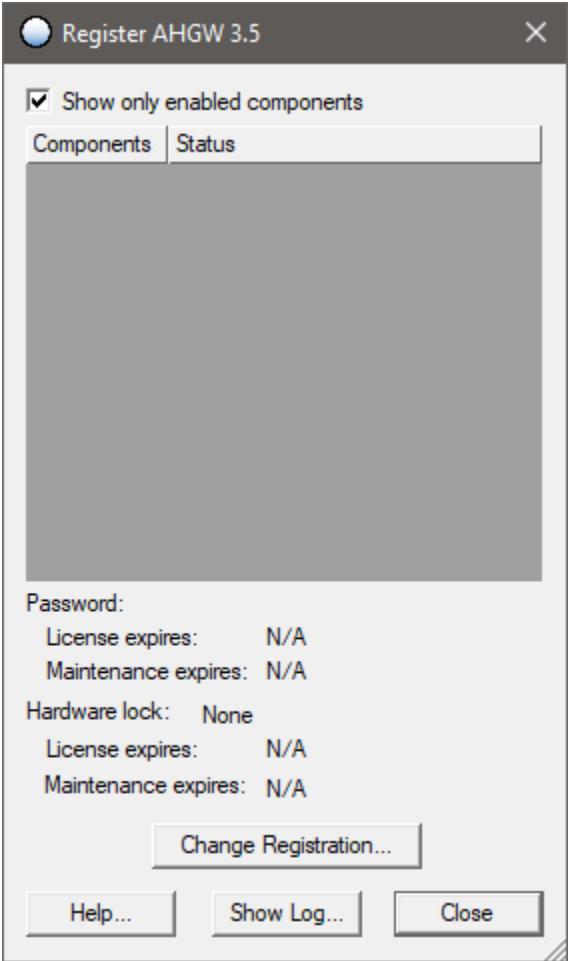 Register AHGW 3.5
Show only enabled components
Components Status
Password:
License expires: N/A
Maintenance expires: N/A
Hardware lock: None
License expires: N/A
Maintenance expires: N/A
Change Registration...
Help... Show Log... Close